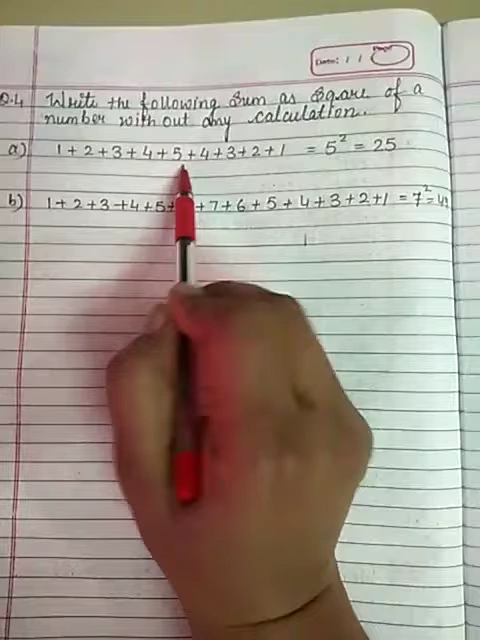 Page
Date: / /
Q.4 Write the following sum as square of a
number without any calculation.
a) 1 + 2 + 3 + 4 + 5 + 4 + 3 + 2 + 1 = 5² = 25
b) 1 + 2 + 3 + 4 + 5 + + 7 + 6 + 5 + 4 + 3 + 2 + 1 = 7² = 49